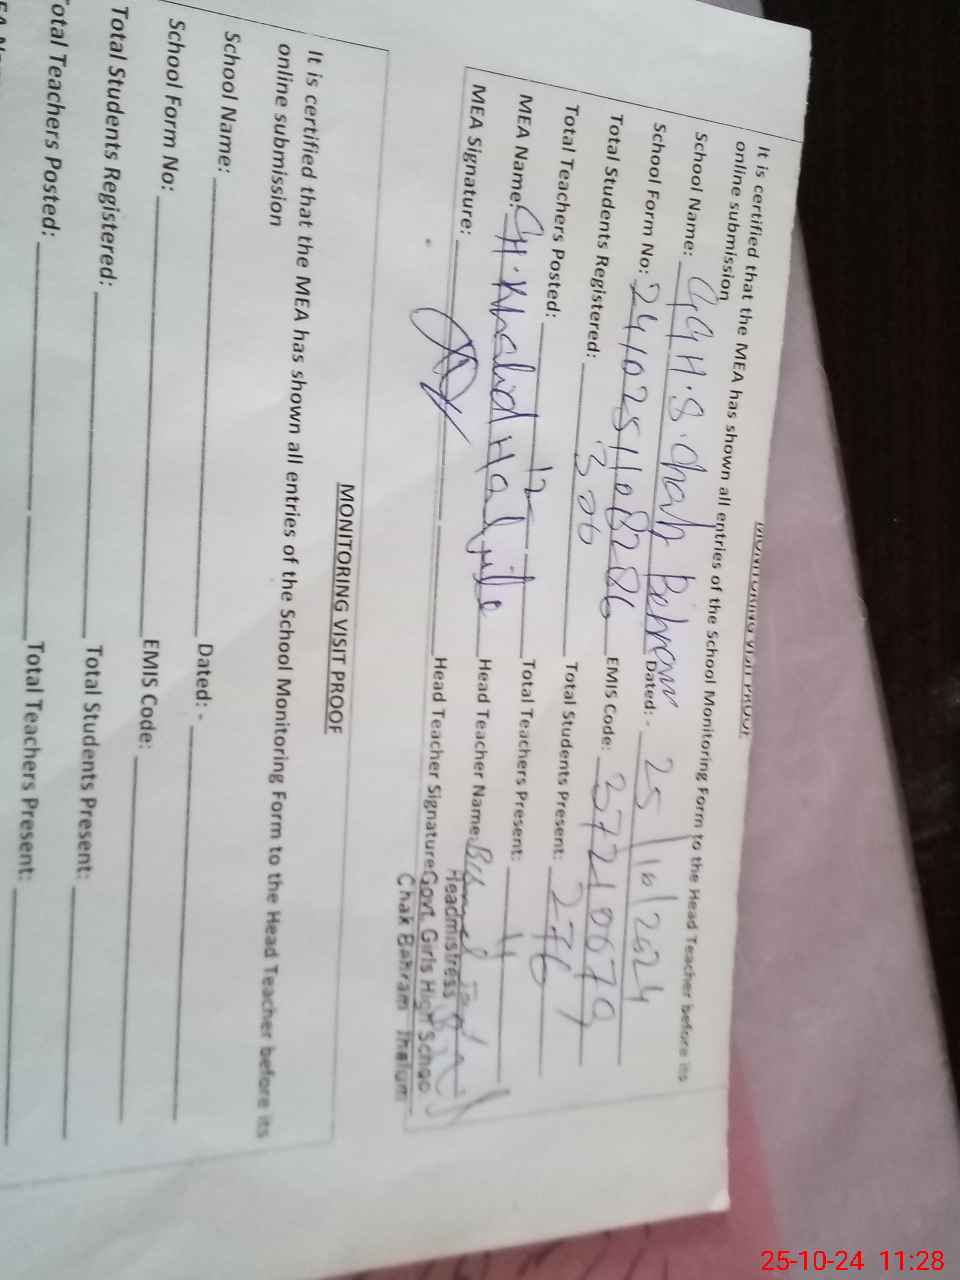 MONITORING VISIT PROOF
It is certified that the MEA has shown all entries of the School Monitoring Form to the Head Teacher before its
online submission
School Name: GGH.S. Chak Behram Dated: - 25/10/2024
School Form No: 2410251108286 EMIS Code: 37210079
Total Students Registered: 300 Total Students Present: 276
Total Teachers Posted: 12 Total Teachers Present: 11
MEA Name: CH. Khalid Hafeez Head Teacher Name:
MEA Signature: Head Teacher Signature
Headmistress
Govt. Girls High School
Chak Bahram Jhelum
MONITORING VISIT PROOF
It is certified that the MEA has shown all entries of the School Monitoring Form to the Head Teacher before its
online submission
School Name: Dated: -
School Form No: EMIS Code:
Total Students Registered: Total Students Present:
Total Teachers Posted: Total Teachers Present:
25-10-24 11:28